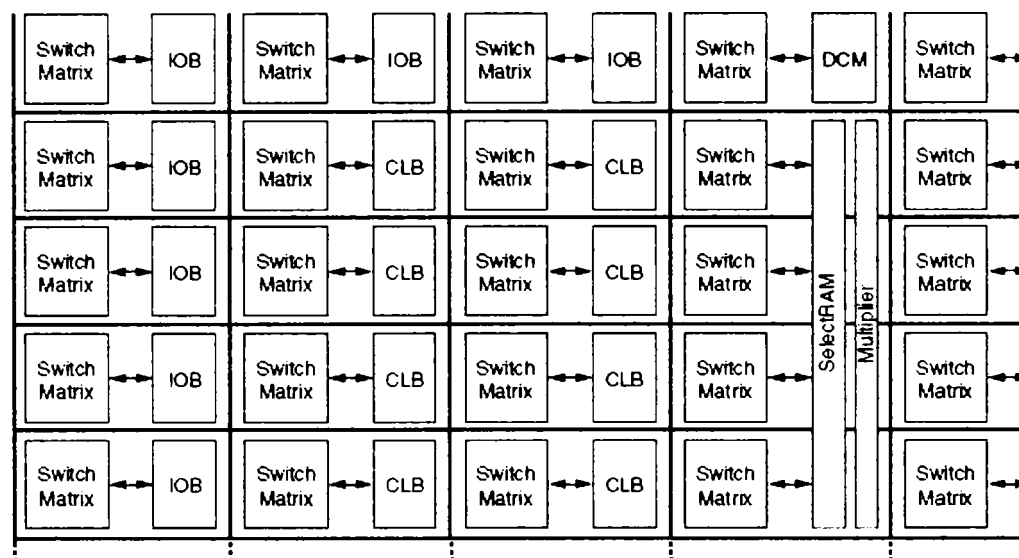 Switch Matrix IOB Switch Matrix IOB Switch Matrix IOB Switch Matrix DCM Switch Matrix
Switch Matrix IOB Switch Matrix CLB Switch Matrix CLB Switch Matrix Switch Matrix
Switch Matrix IOB Switch Matrix CLB Switch Matrix CLB Switch Matrix Switch Matrix
Switch Matrix IOB Switch Matrix CLB Switch Matrix CLB Switch Matrix Switch Matrix
Switch Matrix IOB Switch Matrix CLB Switch Matrix CLB Switch Matrix Switch Matrix
SelectRAM
Multiplier